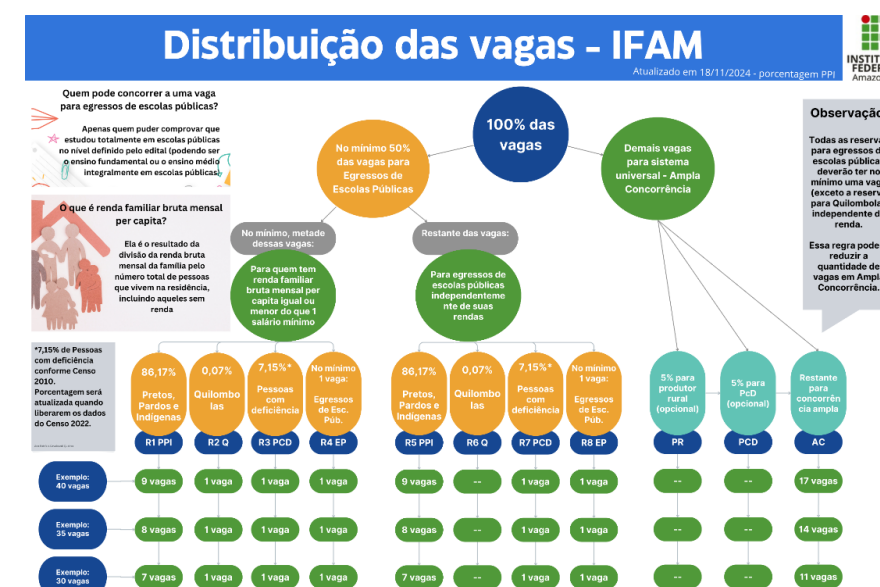 Distribuição das vagas - IFAM
Atualizado em 18/11/2024 - porcentagem PPI
INSTIT
FEDER
Amazo
Quem pode concorrer a uma vaga
para egressos de escolas públicas?
Apenas quem puder comprovar que
estudou totalmente em escolas públicas
no nível definido pelo edital (podendo ser
o ensino fundamental ou o ensino médio
integralmente em escolas públicas.
O que é renda familiar bruta mensal
per capita?
Ela é o resultado da
divisão da renda bruta
mensal da família pelo
número total de pessoas
que vivem na residência,
incluindo aqueles sem
renda
*7,15% de Pessoas
com deficiência
conforme Censo
2010.
Porcentagem será
atualizada quando
liberarem os dados
do Censo 2022.
100% das
vagas
No mínimo 50%
das vagas para
Egressos de
Escolas Públicas
Demais vagas
para sistema
universal - Ampla
Concorrência
No mínimo, metade
dessas vagas:
Restante das vagas:
Para quem tem
renda familiar
bruta mensal per
capita igual ou
menor do que 1
salário mínimo
Para egressos de
escolas públicas
independenteme
nte de suas
rendas
Observação
Todas as reserva
para egressos d
escolas pública
deverão ter no
mínimo uma vag
(exceto a reserv
para Quilombola
independente d
renda.
Essa regra pode
reduzir a
quantidade de
vagas em Ampl
Concorrência.
86,17%
Pretos,
Pardos e
Indígenas
0,07%
Quilombo
las
7,15%*
Pessoas
com
deficiência
No mínimo
1 vaga:
Egressos
de Esc.
Púb.
86,17%
Pretos,
Pardos e
Indígenas
0,07%
Quilombo
las
7,15%*
Pessoas
com
deficiência
No mínimo
1 vaga:
Egressos
de Esc.
Púb.
5% para
produtor
rural
(opcional)
5% para
PcD
(opcional)
Restante
para
concorrên
cia ampla
R1 PPI R2 Q R3 PCD R4 EP R5 PPI R6 Q R7 PCD R8 EP PR PCD AC
Exemplo:
40 vagas
9 vagas 1 vaga 1 vaga 1 vaga 9 vagas -- 1 vaga 1 vaga -- -- 17 vagas
Exemplo:
35 vagas
8 vagas 1 vaga 1 vaga 1 vaga 8 vagas -- 1 vaga 1 vaga -- -- 14 vagas
Exemplo:
30 vagas
7 vagas 1 vaga 1 vaga 1 vaga 7 vagas -- 1 vaga 1 vaga -- -- 11 vagas